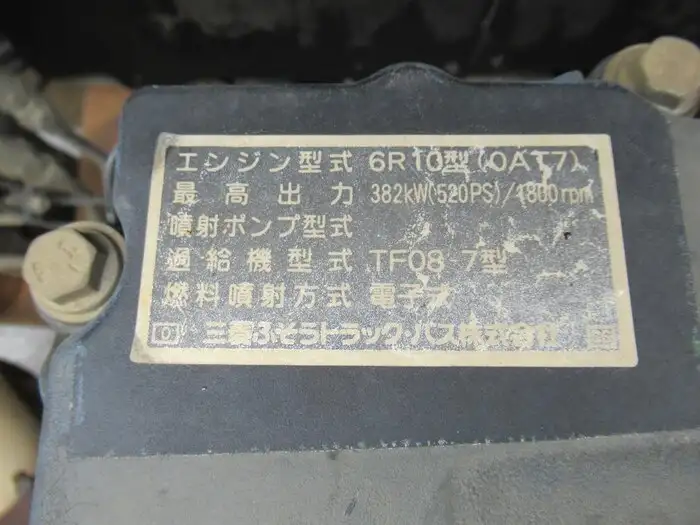 エンジン型式 6R10型(0AT7)
最高出力 382kW(520PS)/1800rpm
噴射ポンプ型式
過給機型式 TF08 7型
燃料噴射方式 電子式
三菱ふそうトラック・バス株式会社
7